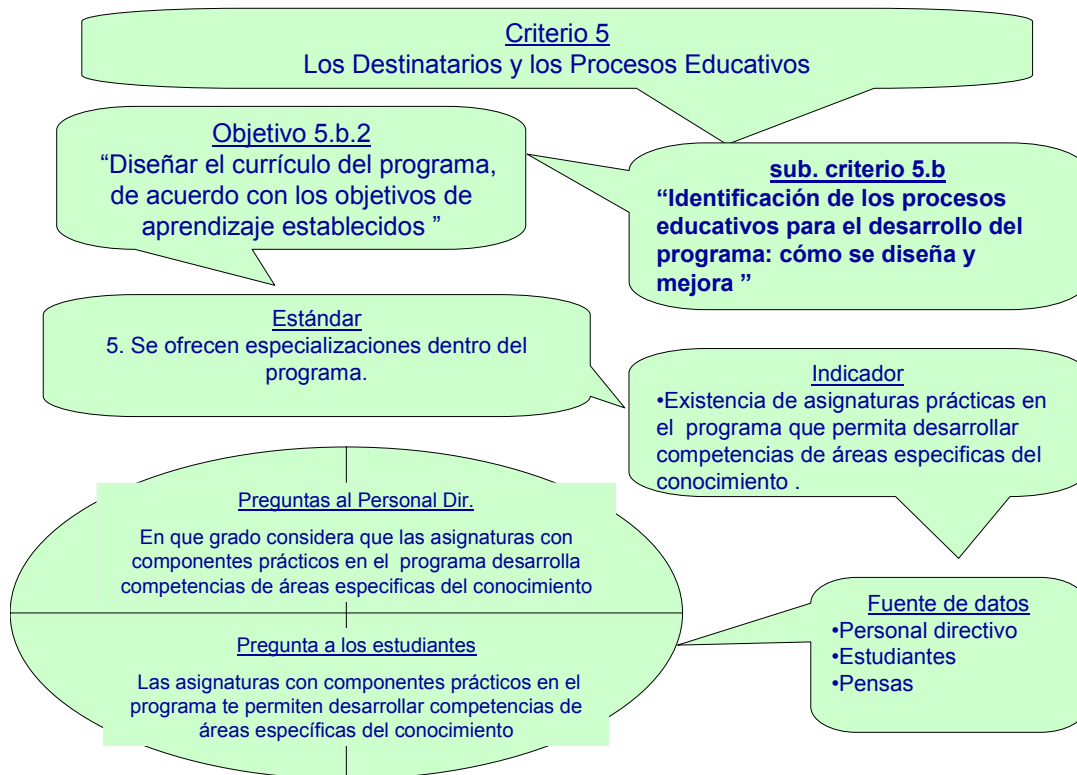 Criterio 5
Los Destinatarios y los Procesos Educativos
Objetivo 5.b.2
“Diseñar el currículo del programa,
de acuerdo con los objetivos de
aprendizaje establecidos ”
sub. criterio 5.b
“Identificación de los procesos
educativos para el desarrollo del
programa: cómo se diseña y
mejora ”
Estándar
5. Se ofrecen especializaciones dentro del
programa.
Indicador
•Existencia de asignaturas prácticas en
el programa que permita desarrollar
competencias de áreas especificas del
conocimiento .
Preguntas al Personal Dir.
En que grado considera que las asignaturas con
componentes prácticos en el programa desarrolla
competencias de áreas especificas del conocimiento
Pregunta a los estudiantes
Las asignaturas con componentes prácticos en el
programa te permiten desarrollar competencias de
áreas específicas del conocimiento
Fuente de datos
•Personal directivo
•Estudiantes
•Pensas